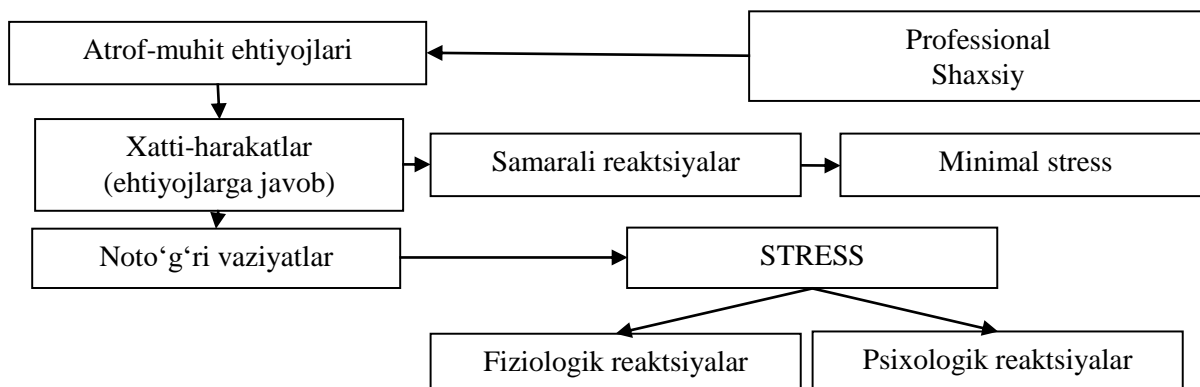 Atrof-muhit ehtiyojlari
Professional
Shaxsiy
Xatti-harakatlar
(ehtiyojlarga javob)
Samarali reaktsiyalar
Minimal stress
Noto‘g‘ri vaziyatlar
STRESS
Fiziologik reaktsiyalar
Psixologik reaktsiyalar